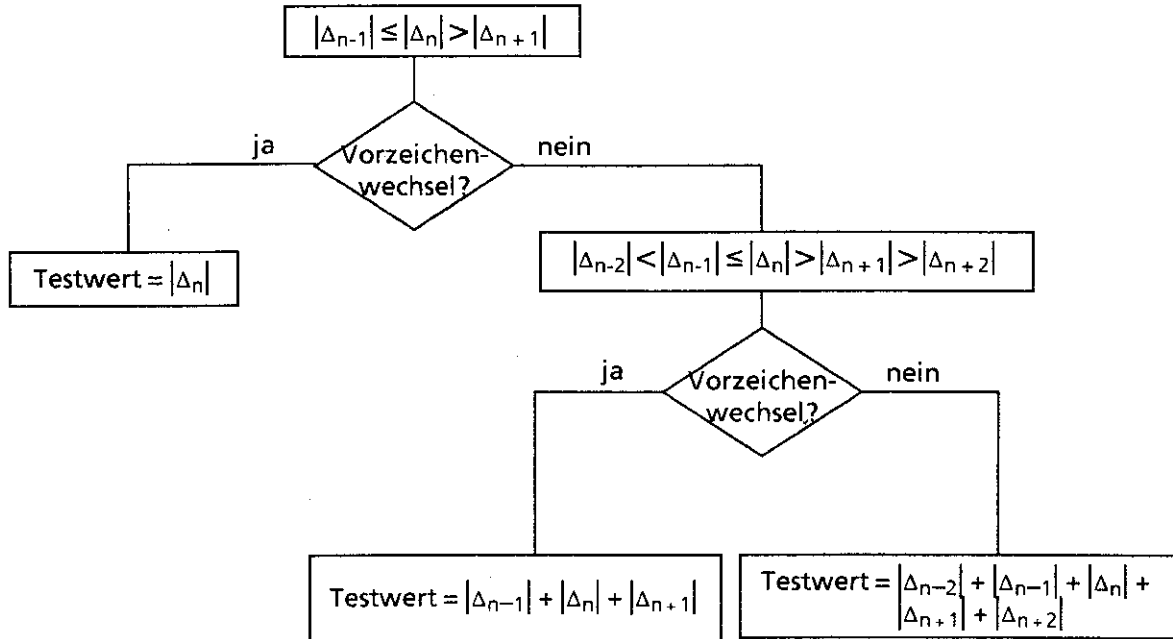 |Δn-1| ≤ |Δn| > |Δn + 1|
ja
Vorzeichen-
wechsel?
nein
Testwert = |Δn|
|Δn-2| < |Δn-1| ≤ |Δn| > |Δn + 1| > |Δn + 2|
ja
Vorzeichen-
wechsel?
nein
Testwert = |Δn−1| + |Δn| + |Δn + 1|
Testwert = |Δn−2| + |Δn−1| + |Δn| +
|Δn + 1| + |Δn + 2|